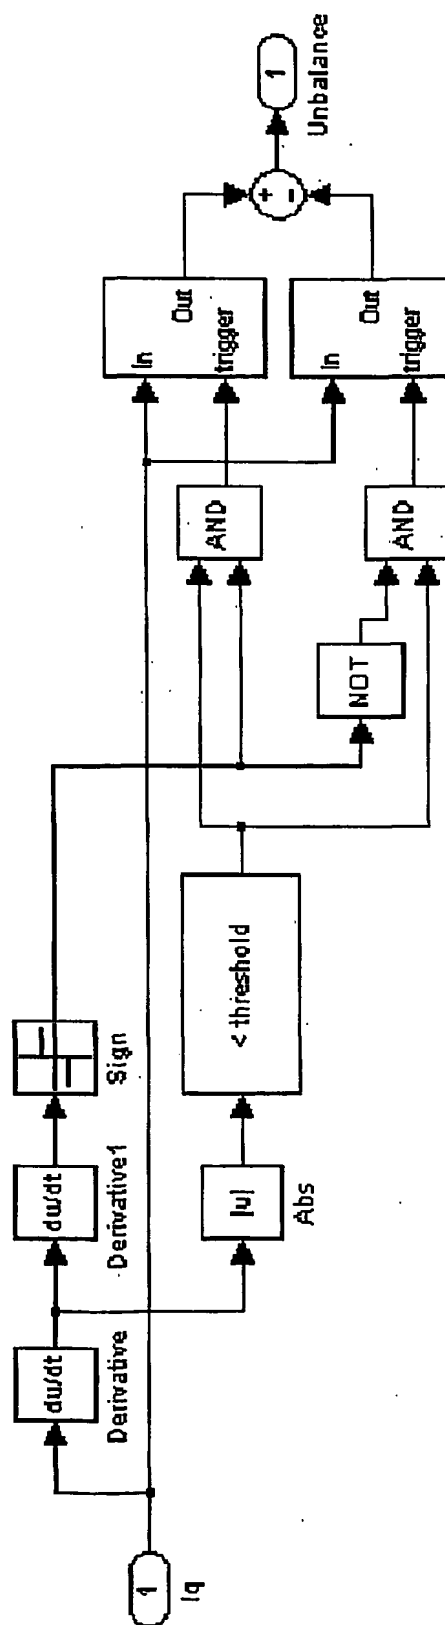 1
Iq
du/dt
Derivative
du/dt
Derivative1
Sign
|u|
Abs
< threshold
NOT
AND
AND
In
Out
trigger
In
Out
trigger
+
-
1
Unbalance